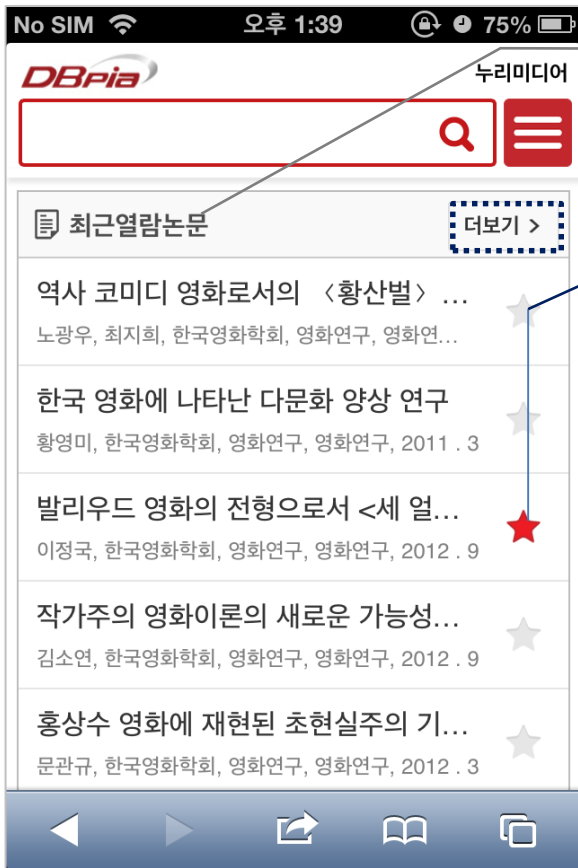 No SIM 오후 1:39 75%
DBpia 누리미디어
최근열람논문 더보기 >
역사 코미디 영화로서의 〈황산벌〉 ...
노광우, 최지희, 한국영화학회, 영화연구, 영화연...
한국 영화에 나타난 다문화 양상 연구
황영미, 한국영화학회, 영화연구, 영화연구, 2011 . 3
발리우드 영화의 전형으로서 <세 얼...
이정국, 한국영화학회, 영화연구, 영화연구, 2012 . 9
작가주의 영화이론의 새로운 가능성...
김소연, 한국영화학회, 영화연구, 영화연구, 2012 . 9
홍상수 영화에 재현된 초현실주의 기...
문관규, 한국영화학회, 영화연구, 영화연구, 2012 . 3